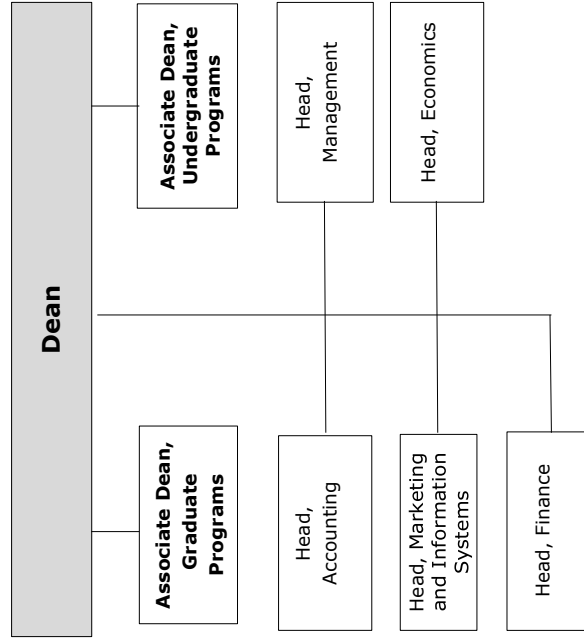 Dean
Associate Dean,
Graduate
Programs
Associate Dean,
Undergraduate
Programs
Head,
Accounting
Head,
Management
Head, Marketing
and Information
Systems
Head, Economics
Head, Finance